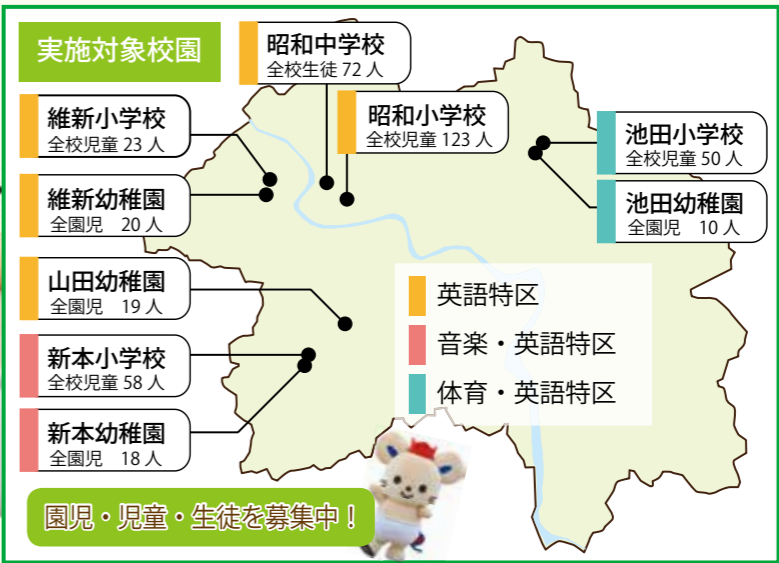 実施対象校園
昭和中学校
全校生徒 72 人
維新小学校
全校児童 23 人
昭和小学校
全校児童 123 人
池田小学校
全校児童 50 人
維新幼稚園
全園児　20 人
池田幼稚園
全園児　10 人
山田幼稚園
全園児　19 人
新本小学校
全校児童 58 人
新本幼稚園
全園児　18 人
英語特区
音楽・英語特区
体育・英語特区
園児・児童・生徒を募集中！